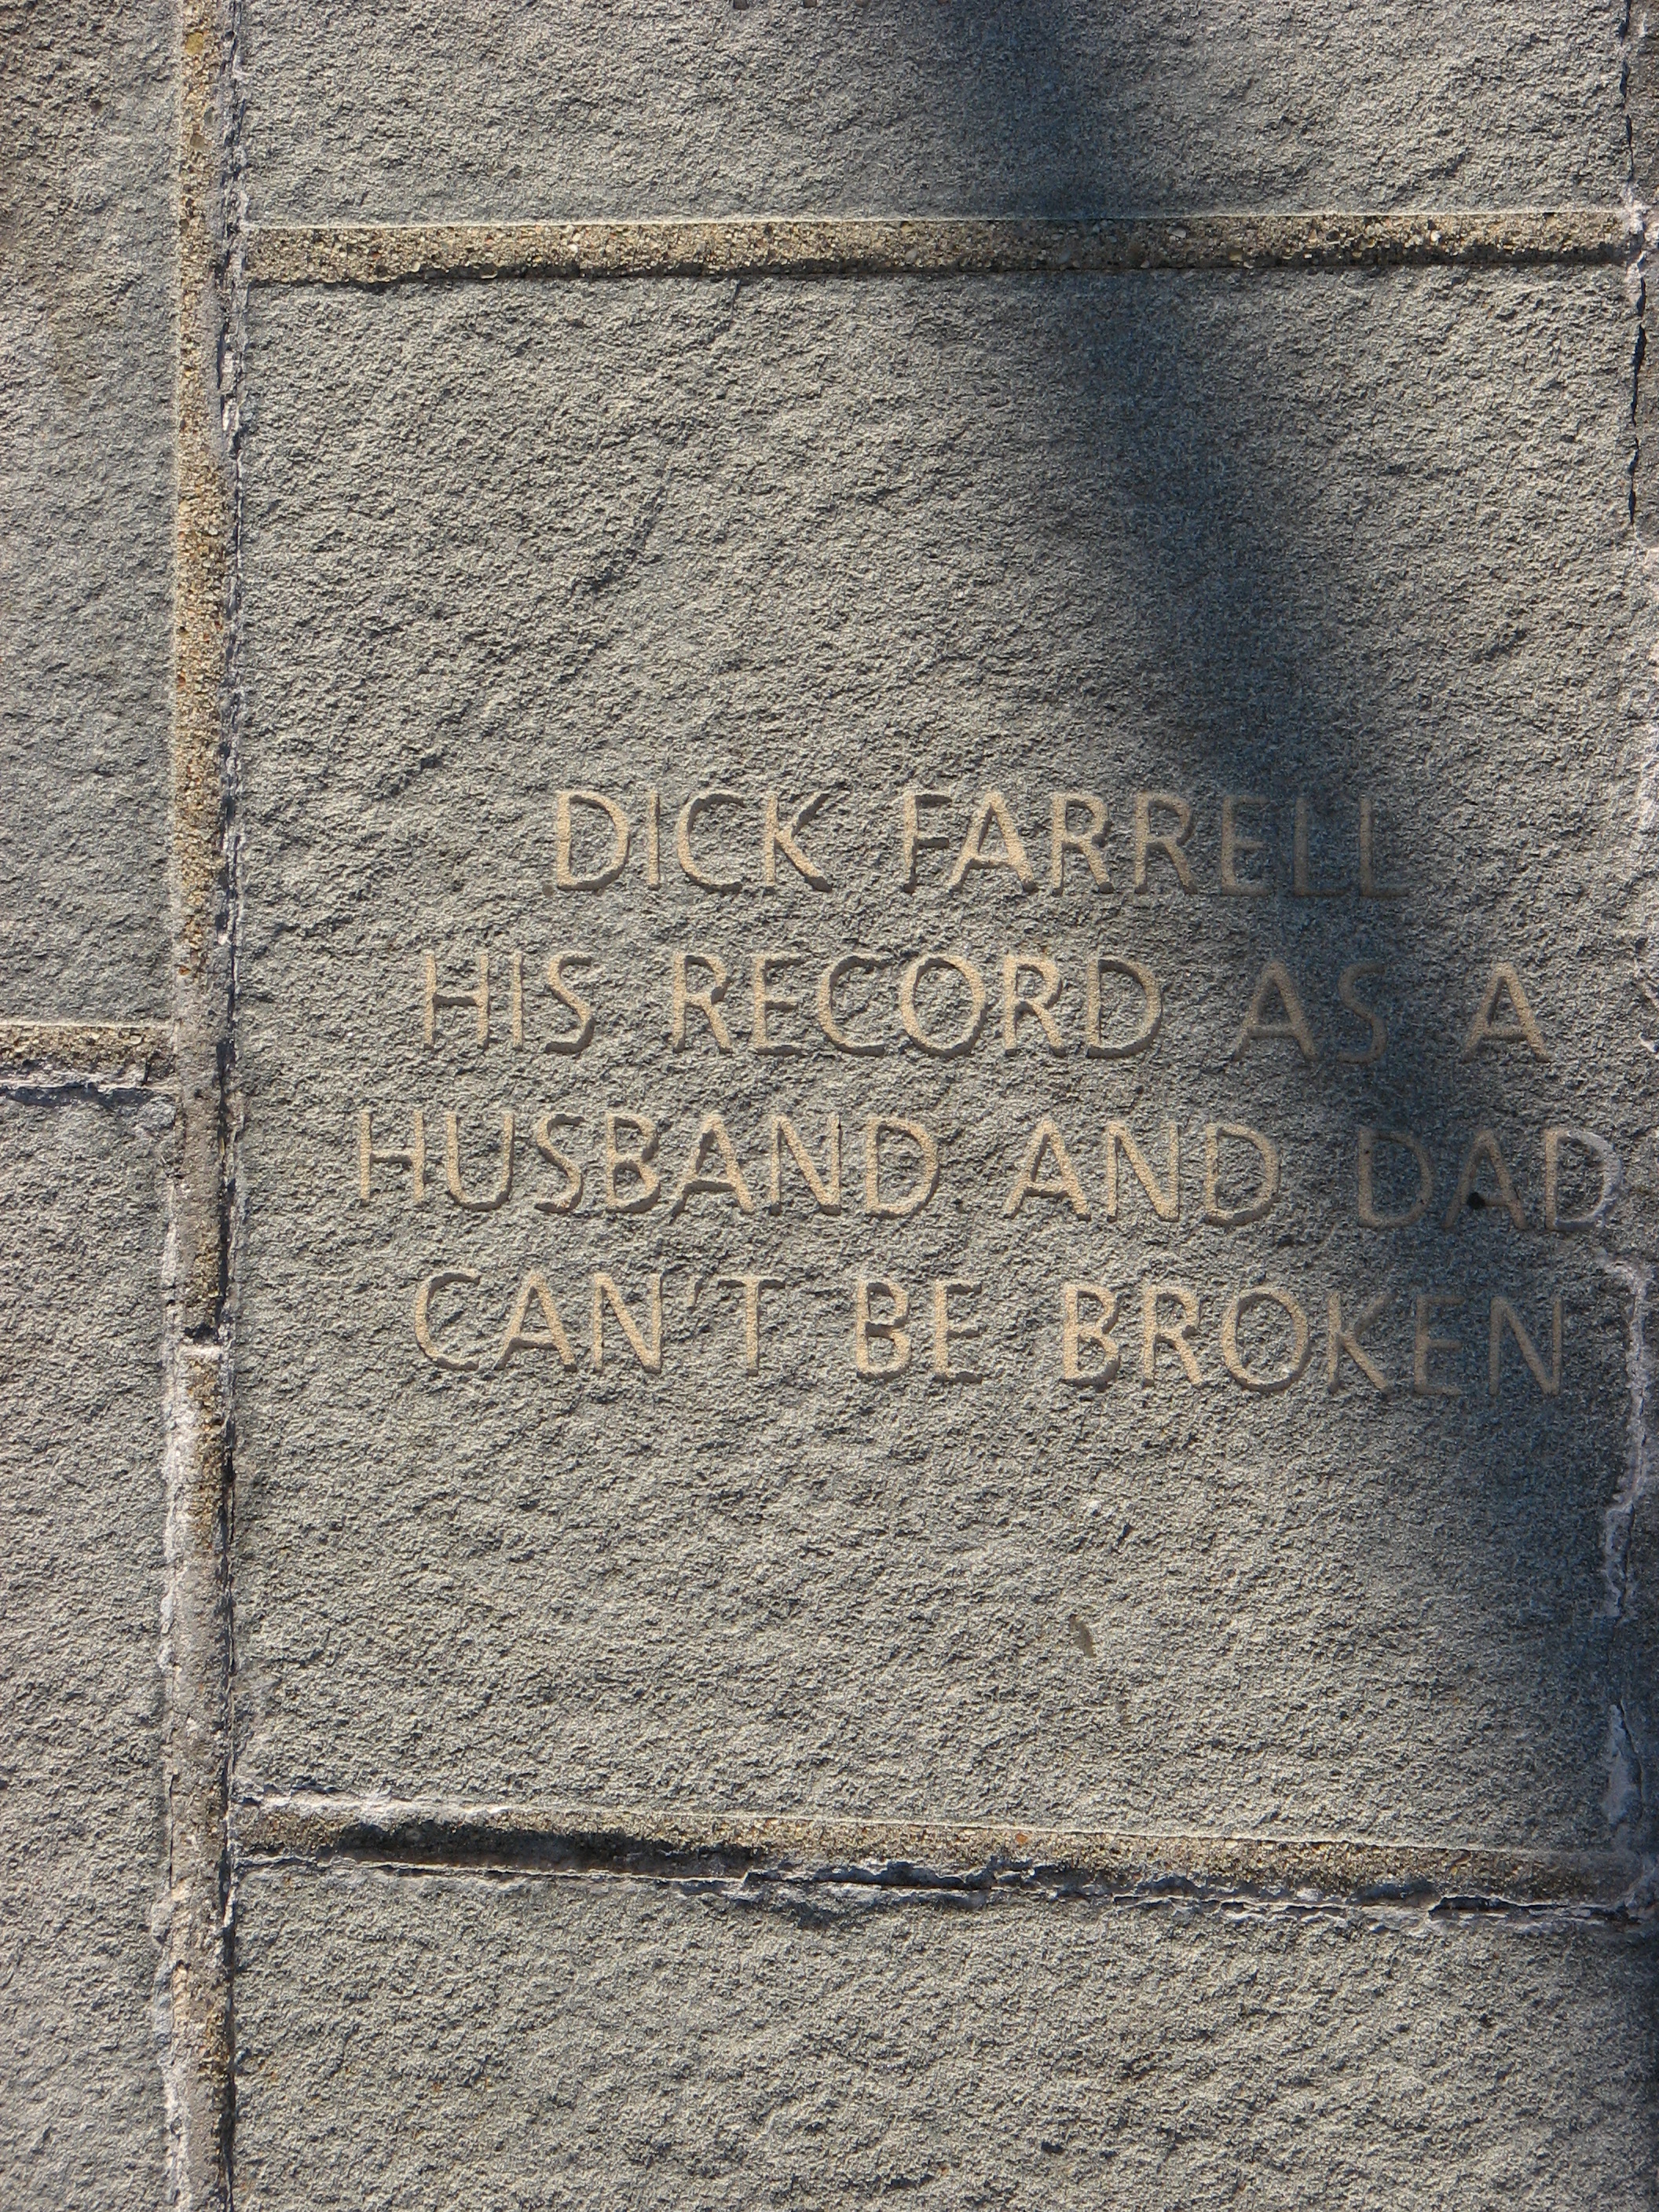 DICK FARRELL
HIS RECORD AS A
HUSBAND AND DAD
CAN'T BE BROKEN